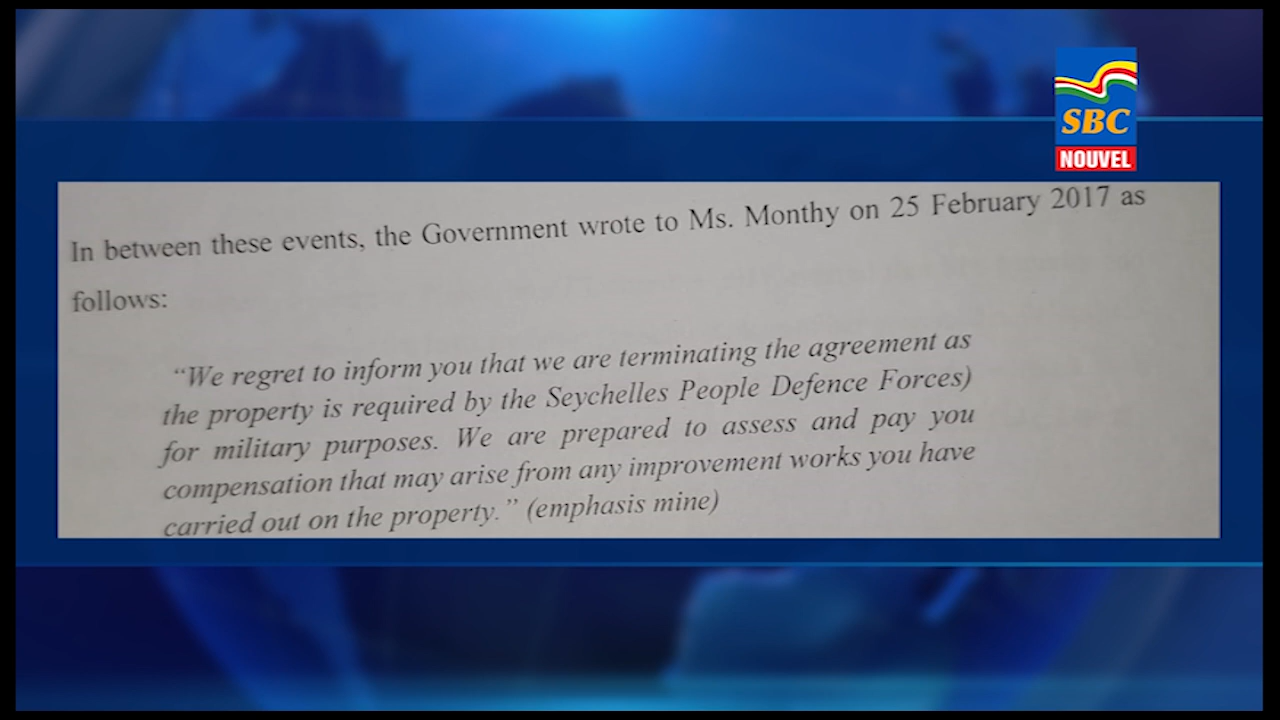 SBC
NOUVEL
In between these events, the Government wrote to Ms. Monthy on 25 February 2017 as
follows:
“We regret to inform you that we are terminating the agreement as
the property is required by the Seychelles People Defence Forces)
for military purposes. We are prepared to assess and pay you
compensation that may arise from any improvement works you have
carried out on the property.” (emphasis mine)